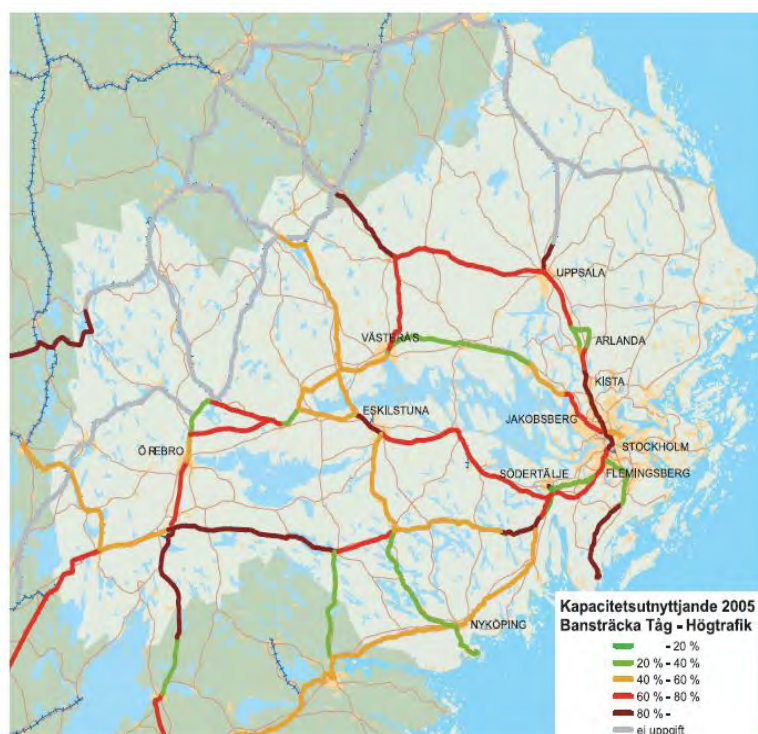 UPPSALA
ARLANDA
VÄSTERÅS
KISTA
ESKILSTUNA
JAKOBSBERG
ÖREBRO
STOCKHOLM
SÖDERTÄLJE
FLEMINGSBERG
NYKÖPING
Kapacitetsutnyttjande 2005
Bansträcka Tåg - Högtrafik
- 20 %
20 % - 40 %
40 % - 60 %
60 % - 80 %
80 % -
ej uppgift